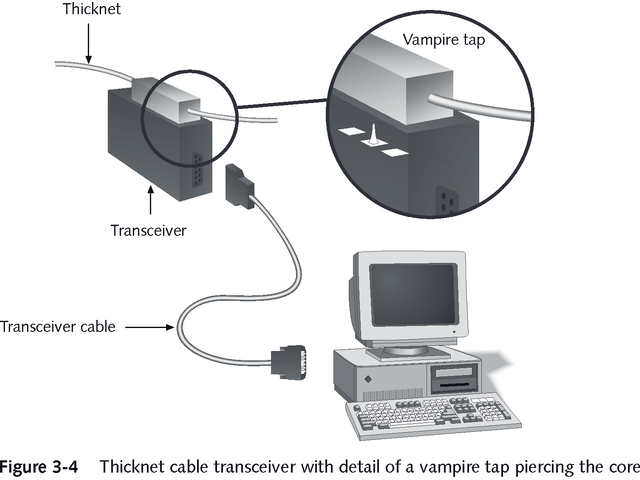 Thicknet
Vampire tap
Transceiver
Transceiver cable
Figure 3-4 Thicknet cable transceiver with detail of a vampire tap piercing the core